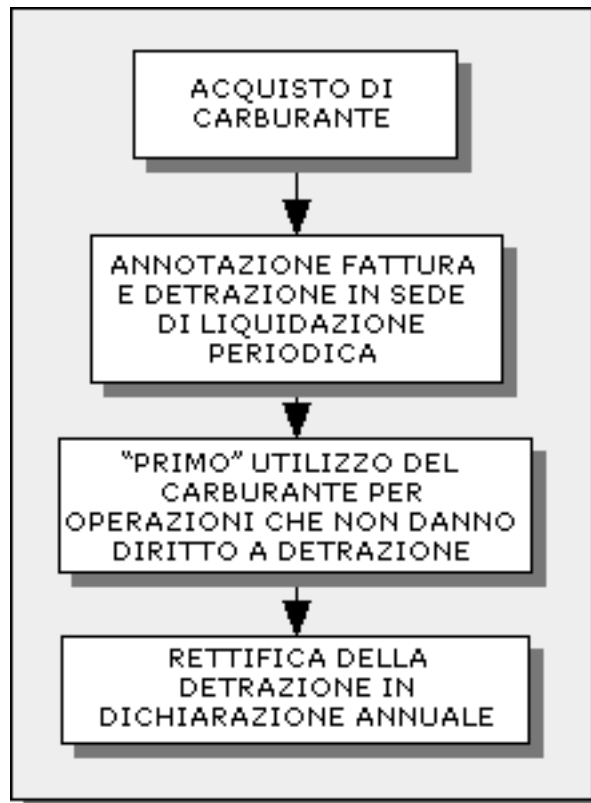 ACQUISTO DI
CARBURANTE
ANNOTAZIONE FATTURA
E DETRAZIONE IN SEDE
DI LIQUIDAZIONE
PERIODICA
“PRIMO” UTILIZZO DEL
CARBURANTE PER
OPERAZIONI CHE NON DANNO
DIRITTO A DETRAZIONE
RETTIFICA DELLA
DETRAZIONE IN
DICHIARAZIONE ANNUALE